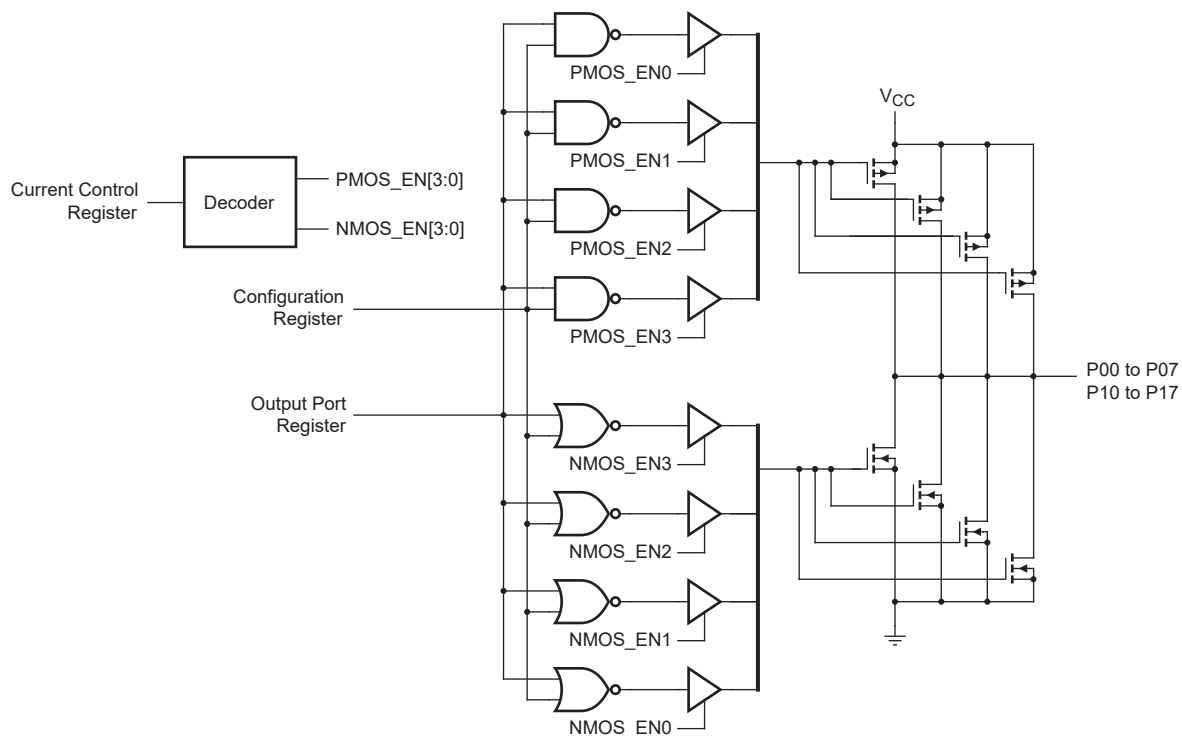 PMOS_EN0
V_CC
PMOS_EN1
Current Control
Register
Decoder
PMOS_EN[3:0]
NMOS_EN[3:0]
PMOS_EN2
Configuration
Register
PMOS_EN3
P00 to P07
P10 to P17
Output Port
Register
NMOS_EN3
NMOS_EN2
NMOS_EN1
NMOS_EN0